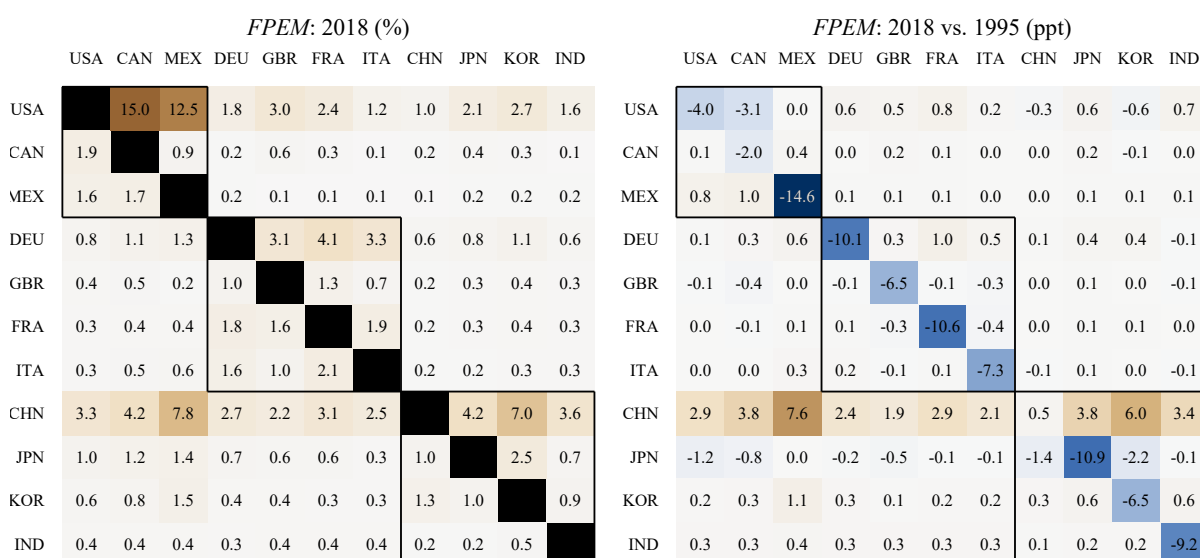 FPEM: 2018 (%)
USA CAN MEX DEU GBR FRA ITA CHN JPN KOR IND
USA 15.0 12.5 1.8 3.0 2.4 1.2 1.0 2.1 2.7 1.6
CAN 1.9 0.9 0.2 0.6 0.3 0.1 0.2 0.4 0.3 0.1
MEX 1.6 1.7 0.2 0.1 0.1 0.1 0.1 0.2 0.2 0.2
DEU 0.8 1.1 1.3 3.1 4.1 3.3 0.6 0.8 1.1 0.6
GBR 0.4 0.5 0.2 1.0 1.3 0.7 0.2 0.3 0.4 0.3
FRA 0.3 0.4 0.4 1.8 1.6 1.9 0.2 0.3 0.4 0.3
ITA 0.3 0.5 0.6 1.6 1.0 2.1 0.2 0.2 0.3 0.3
CHN 3.3 4.2 7.8 2.7 2.2 3.1 2.5 4.2 7.0 3.6
JPN 1.0 1.2 1.4 0.7 0.6 0.6 0.3 1.0 2.5 0.7
KOR 0.6 0.8 1.5 0.4 0.4 0.3 0.3 1.3 1.0 0.9
IND 0.4 0.4 0.4 0.3 0.4 0.4 0.4 0.2 0.2 0.5
FPEM: 2018 vs. 1995 (ppt)
USA CAN MEX DEU GBR FRA ITA CHN JPN KOR IND
USA -4.0 -3.1 0.0 0.6 0.5 0.8 0.2 -0.3 0.6 -0.6 0.7
CAN 0.1 -2.0 0.4 0.0 0.2 0.1 0.0 0.0 0.2 -0.1 0.0
MEX 0.8 1.0 -14.6 0.1 0.1 0.1 0.0 0.0 0.1 0.1 0.1
DEU 0.1 0.3 0.6 -10.1 0.3 1.0 0.5 0.1 0.4 0.4 -0.1
GBR -0.1 -0.4 0.0 -0.1 -6.5 -0.1 -0.3 0.0 0.1 0.0 -0.1
FRA 0.0 -0.1 0.1 0.1 -0.3 -10.6 -0.4 0.0 0.1 0.1 0.0
ITA 0.0 0.0 0.3 0.2 -0.1 0.1 -7.3 -0.1 0.1 0.0 -0.1
CHN 2.9 3.8 7.6 2.4 1.9 2.9 2.1 0.5 3.8 6.0 3.4
JPN -1.2 -0.8 0.0 -0.2 -0.5 -0.1 -0.1 -1.4 -10.9 -2.2 -0.1
KOR 0.2 0.3 1.1 0.3 0.1 0.2 0.2 0.3 0.6 -6.5 0.6
IND 0.3 0.3 0.4 0.3 0.3 0.3 0.3 0.1 0.2 0.2 -9.2